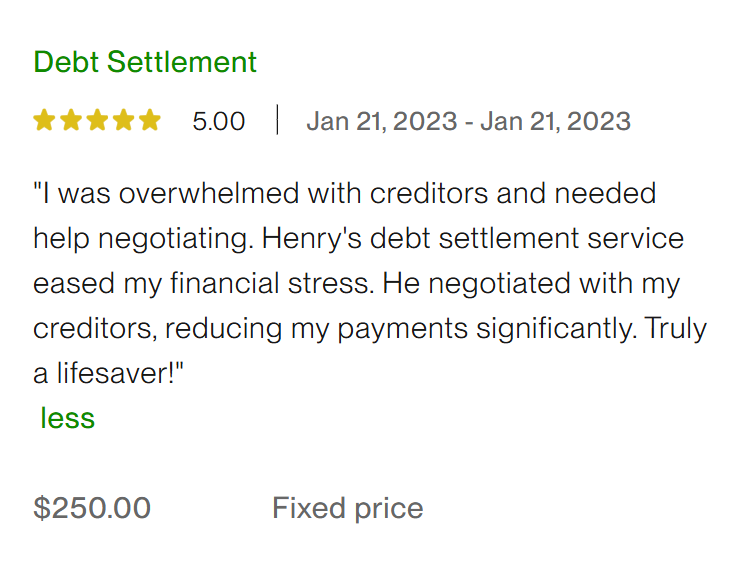 Debt Settlement
5.00 | Jan 21, 2023 - Jan 21, 2023
"I was overwhelmed with creditors and needed
help negotiating. Henry's debt settlement service
eased my financial stress. He negotiated with my
creditors, reducing my payments significantly. Truly
a lifesaver!"
less
$250.00 Fixed price